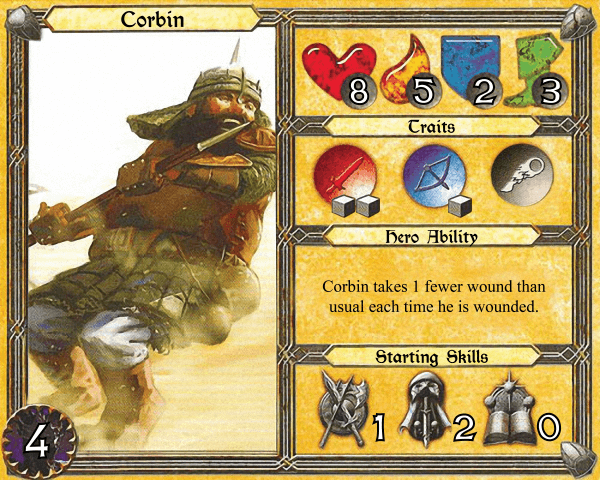 Corbin
8 5 2 3
Traits
Hero Ability
Corbin takes 1 fewer wound than
usual each time he is wounded.
Starting Skills
1 2 0
4